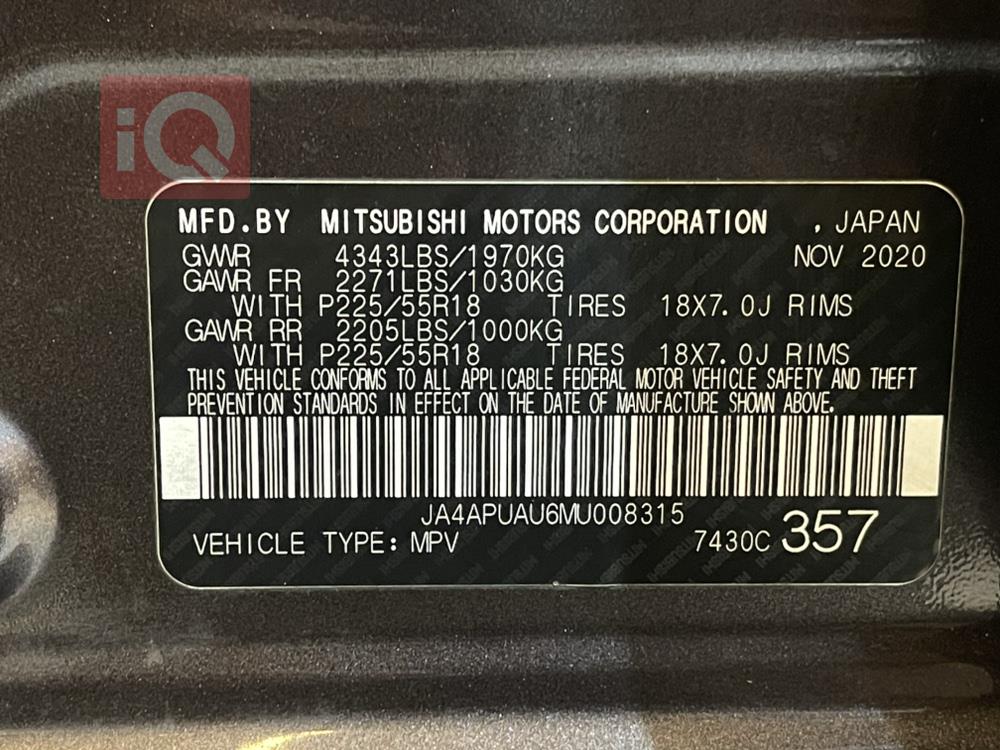 iQ
MFD.BY MITSUBISHI MOTORS CORPORATION , JAPAN
GVWR 4343LBS/1970KG NOV 2020
GAWR FR 2271LBS/1030KG
WITH P225/55R18 TIRES 18X7.0J RIMS
GAWR RR 2205LBS/1000KG
WITH P225/55R18 TIRES 18X7.0J RIMS
THIS VEHICLE CONFORMS TO ALL APPLICABLE FEDERAL MOTOR VEHICLE SAFETY AND THEFT
PREVENTION STANDARDS IN EFFECT ON THE DATE OF MANUFACTURE SHOWN ABOVE.
JA4APUAU6MU008315
VEHICLE TYPE: MPV 7430C 357